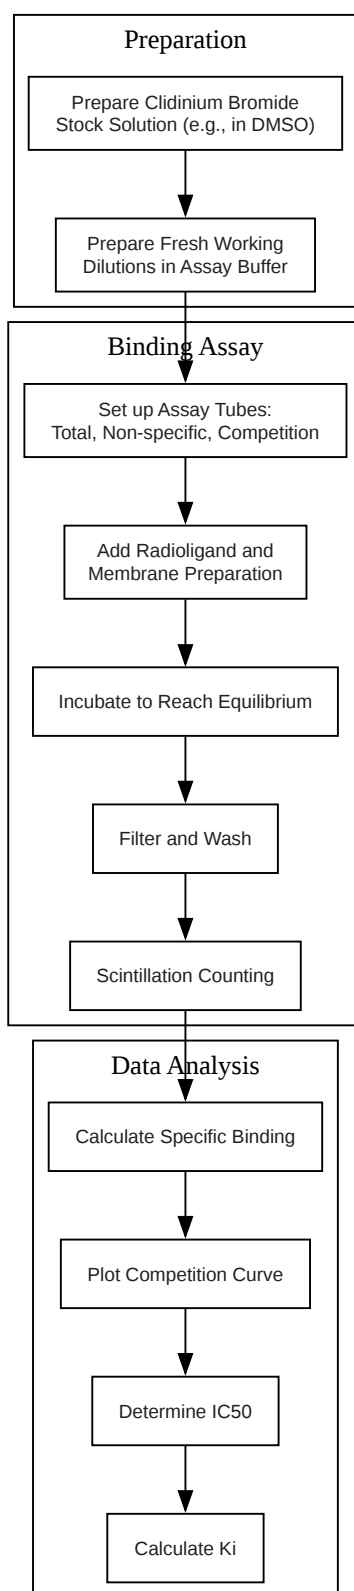 Preparation
Prepare Clidinium Bromide
Stock Solution (e.g., in DMSO)
Prepare Fresh Working
Dilutions in Assay Buffer
Binding Assay
Set up Assay Tubes:
Total, Non-specific, Competition
Add Radioligand and
Membrane Preparation
Incubate to Reach Equilibrium
Filter and Wash
Scintillation Counting
Data Analysis
Calculate Specific Binding
Plot Competition Curve
Determine IC50
Calculate Ki